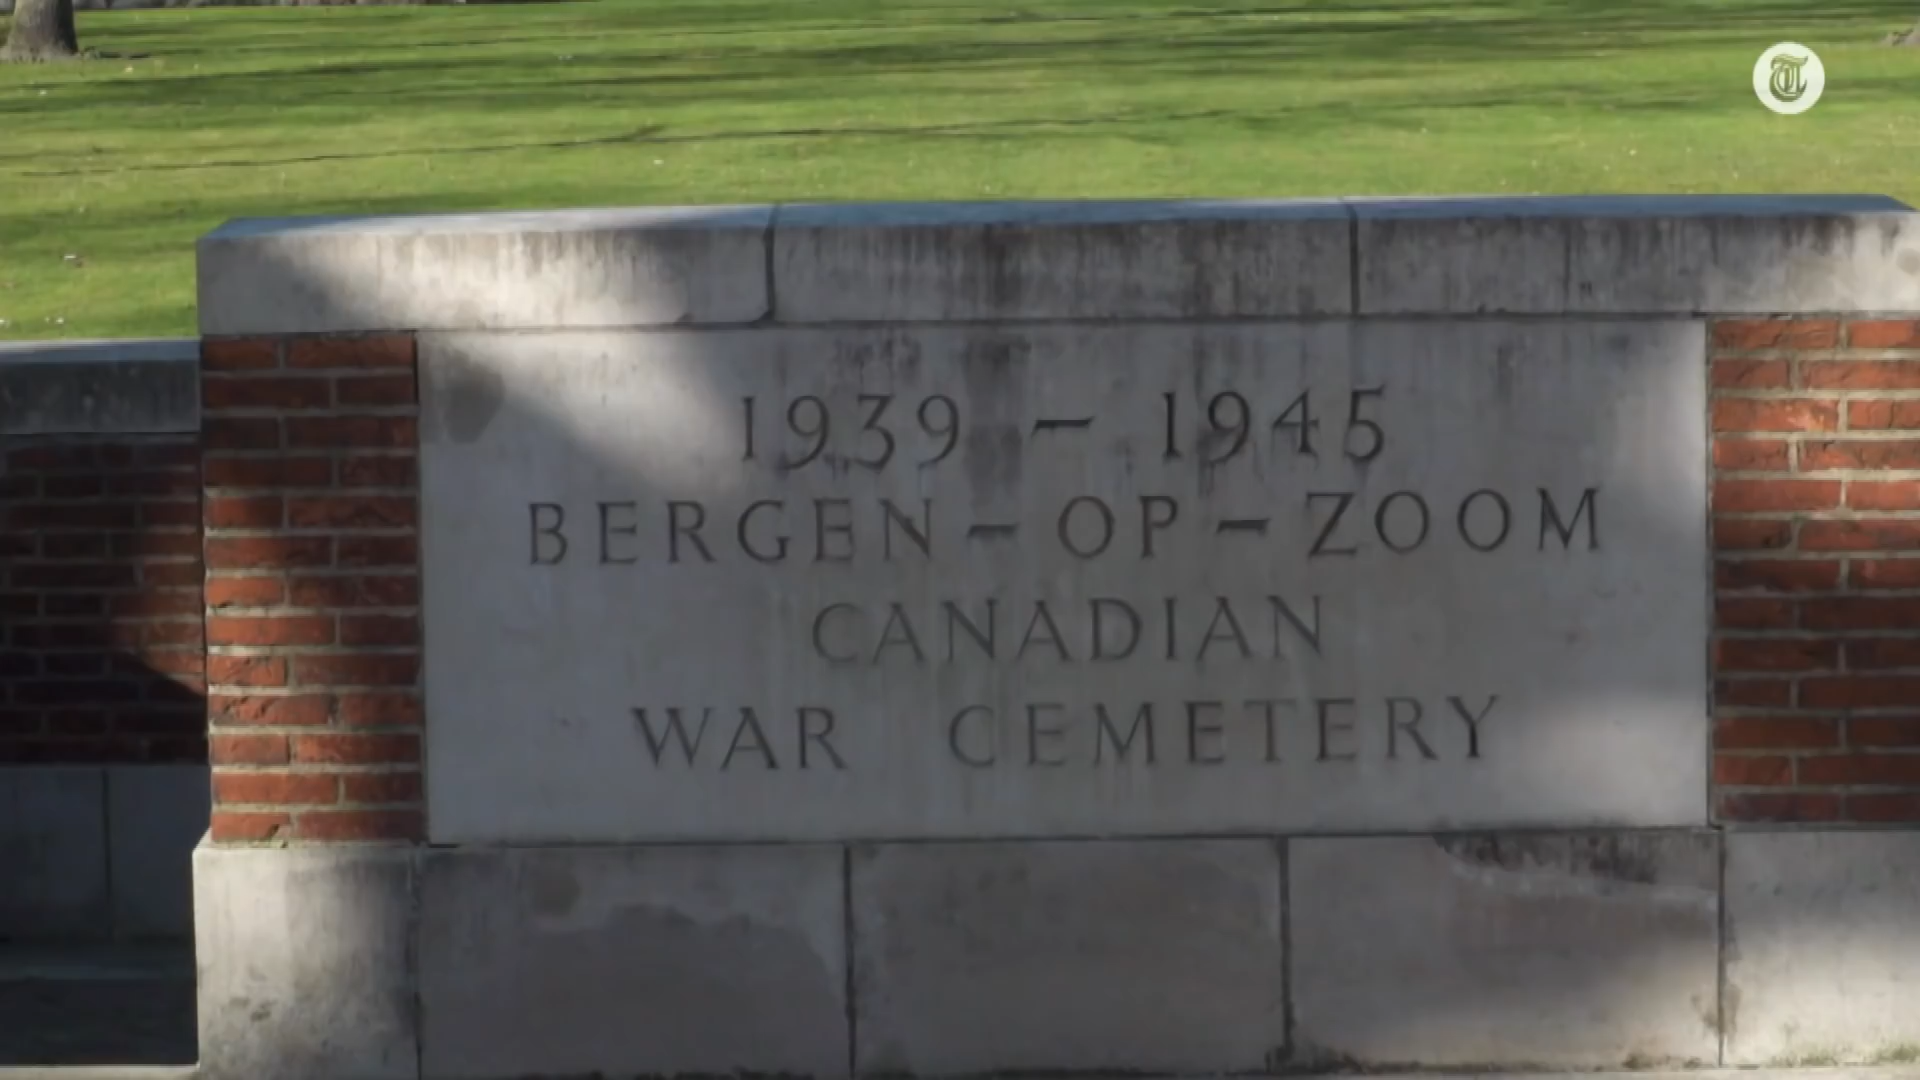 T
1939 – 1945
BERGEN – OP – ZOOM
CANADIAN
WAR CEMETERY